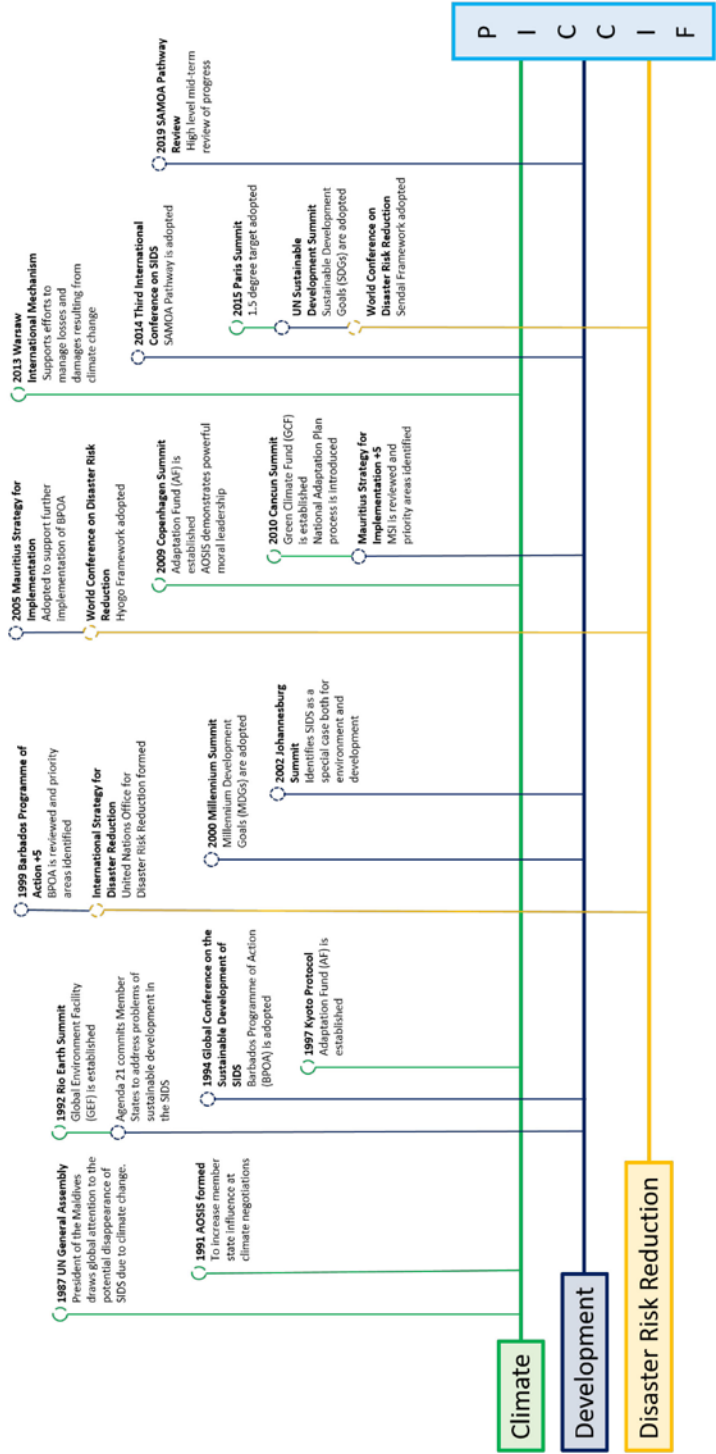 1987 UN General Assembly
President of the Maldives
draws global attention to the
potential disappearance of
SIDS due to climate change.
1991 AOSIS formed
To increase member
state influence at
climate negotiations
1992 Rio Earth Summit
Global Environment Facility
(GEF) is established
Agenda 21 commits Member
States to address problems of
sustainable development in
the SIDS
1994 Global Conference on the
Sustainable Development of
SIDS
Barbados Programme of Action
(BPOA) is adopted
1997 Kyoto Protocol
Adaptation Fund (AF) is
established
1999 Barbados Programme of
Action +5
BPOA is reviewed and priority
areas identified
International Strategy for
Disaster Reduction
United Nations Office for
Disaster Risk Reduction formed
2000 Millennium Summit
Millennium Development
Goals (MDGs) are adopted
2002 Johannesburg
Summit
Identifies SIDS as a
special case both for
environment and
development
2005 Mauritius Strategy for
Implementation
Adopted to support further
implementation of BPOA
World Conference on Disaster Risk
Reduction
Hyogo Framework adopted
2009 Copenhagen Summit
Adaptation Fund (AF) is
established
AOSIS demonstrates powerful
moral leadership
2010 Cancun Summit
Green Climate Fund (GCF)
is established
National Adaptation Plan
process is introduced
Mauritius Strategy for
Implementation +5
MSI is reviewed and
priority areas identified
2013 Warsaw
International Mechanism
Supports efforts to
manage losses and
damages resulting from
climate change
2014 Third International
Conference on SIDS
SAMOA Pathway is adopted
2015 Paris Summit
1.5 degree target adopted
UN Sustainable
Development Summit
Sustainable Development
Goals (SDGs) are adopted
World Conference on
Disaster Risk Reduction
Sendai Framework adopted
2019 SAMOA Pathway
Review
High level mid-term
review of progress
Climate
Development
Disaster Risk Reduction
P I C C I F